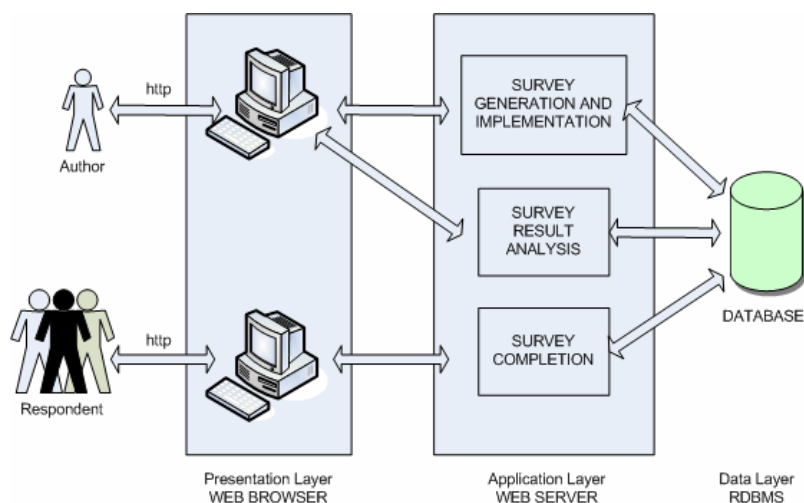 http
Author
SURVEY
GENERATION AND
IMPLEMENTATION
SURVEY
RESULT
ANALYSIS
DATABASE
http
Respondent
SURVEY
COMPLETION
Presentation Layer
WEB BROWSER
Application Layer
WEB SERVER
Data Layer
RDBMS